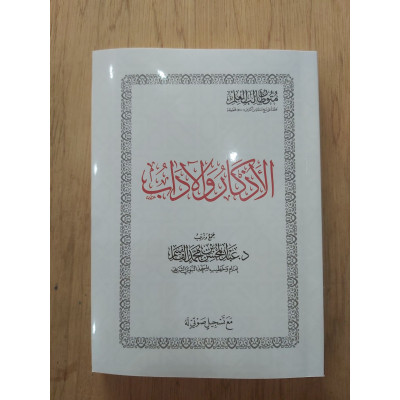 متون طالب العلم
الأذكار والآداب
جمع وترتيب
د. عبد المحسن بن محمد القاسم
إمام وخطيب المسجد النبوي الشريف
مع تسجيل صوتي له